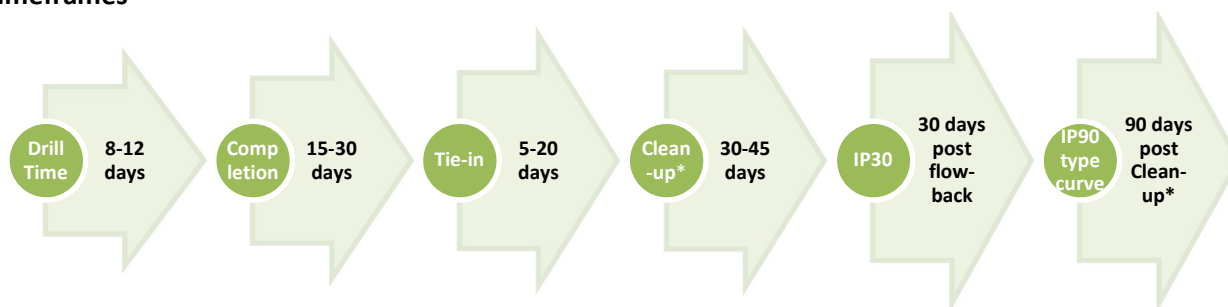 Drill
Time
8-12
days
Comp
letion
15-30
days
Tie-in
5-20
days
Clean
-up*
30-45
days
IP30
30 days
post
flow-
back
IP90
type
curve
90 days
post
Clean-
up*